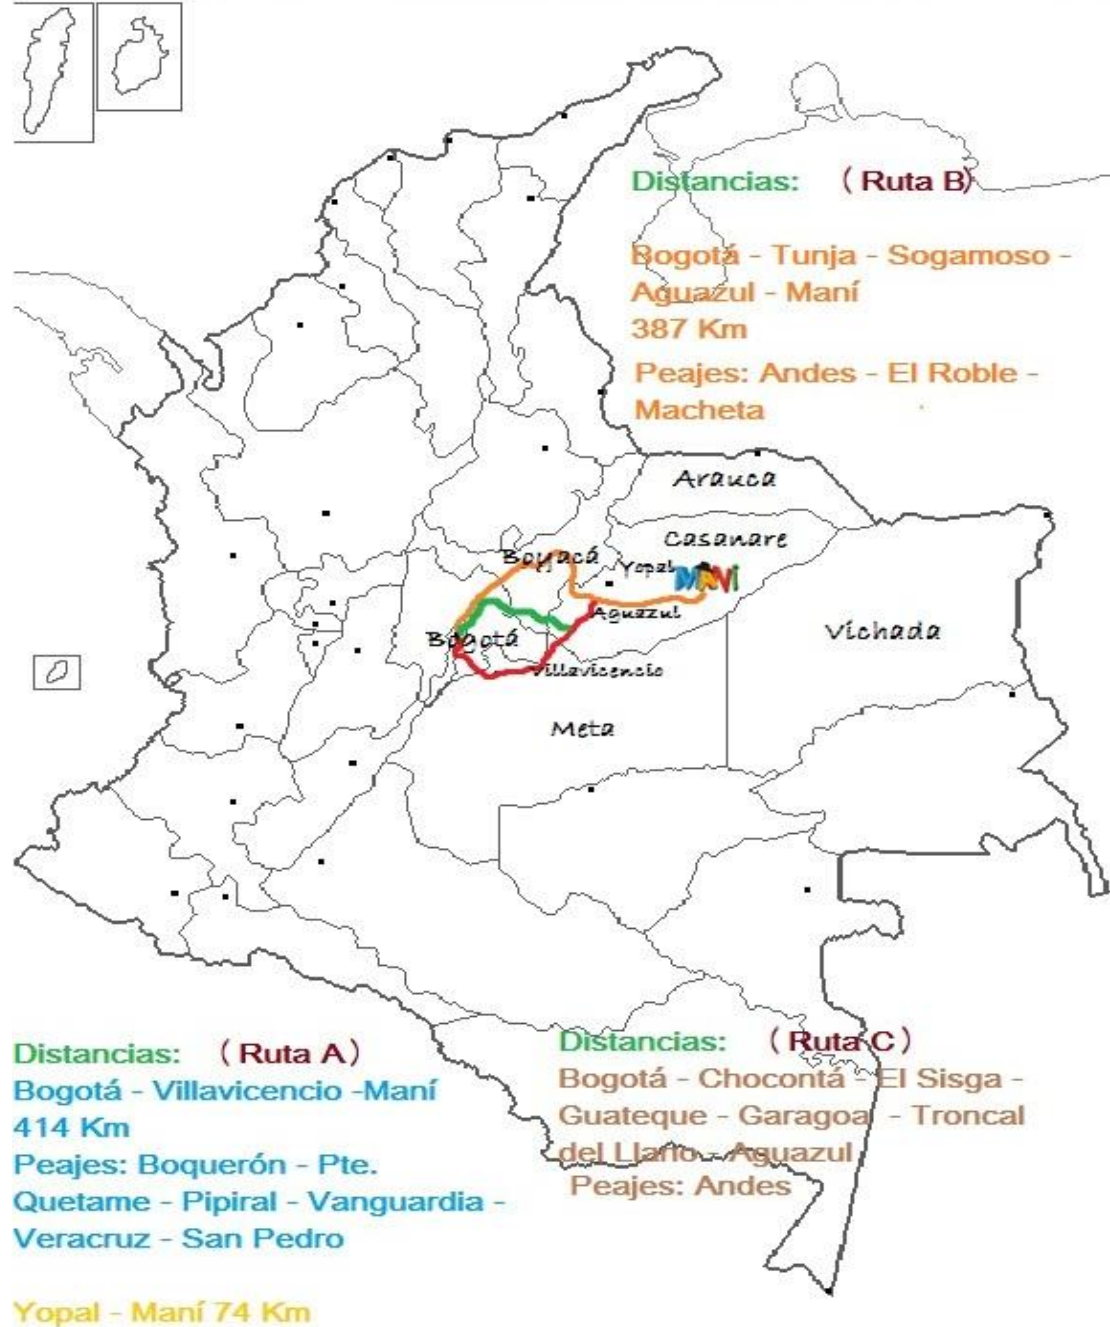 Distancias: (Ruta B)
Bogotá - Tunja - Sogamoso -
Aguazul - Maní
387 Km
Peajes: Andes - El Roble -
Macheta
Arauca
Casanare
Boyacá
Yopal
MANÍ
Aguazul
Bogotá
Vichada
Villavicencio
Meta
Distancias: (Ruta A)
Bogotá - Villavicencio -Maní
414 Km
Peajes: Boquerón - Pte.
Quetame - Pipiral - Vanguardia -
Veracruz - San Pedro
Yopal - Maní 74 Km
Distancias: (Ruta C)
Bogotá - Chocontá - El Sisga -
Guateque - Garagoa - Troncal
del Llano - Aguazul
Peajes: Andes